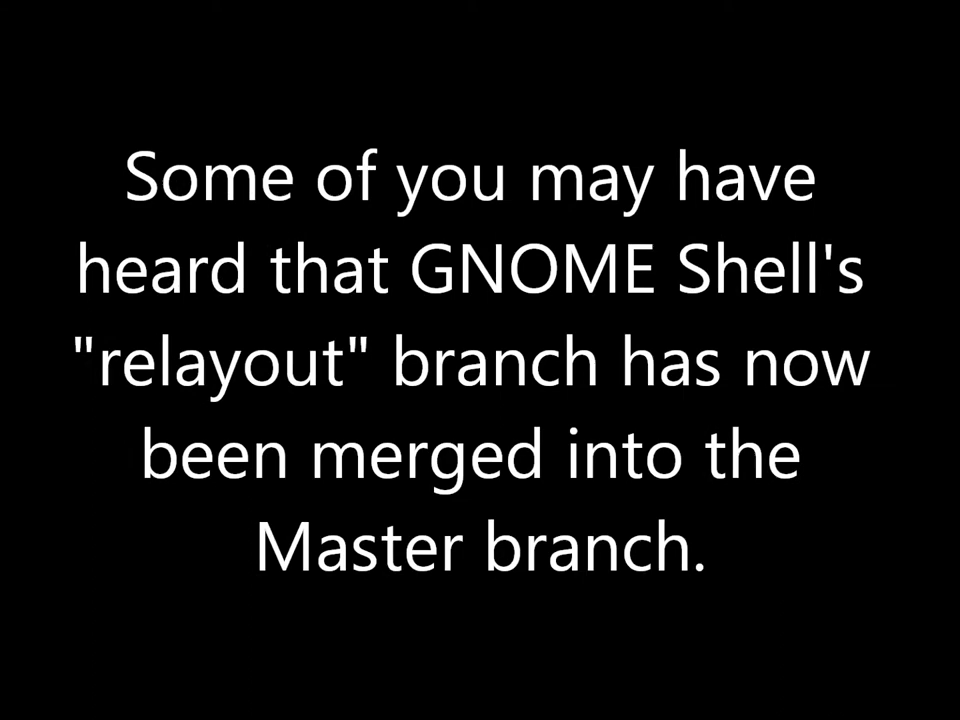 Some of you may have
heard that GNOME Shell's
"relayout" branch has now
been merged into the
Master branch.